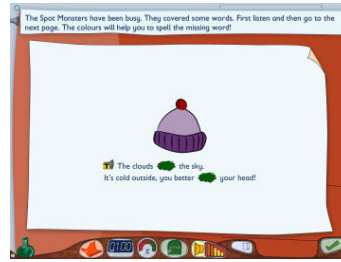 The Spot Monsters have been busy. They covered some words. First listen and then go to the
next page. The colours will help you to spell the missing word!
The clouds the sky.
It's cold outside, you better your head!
0100